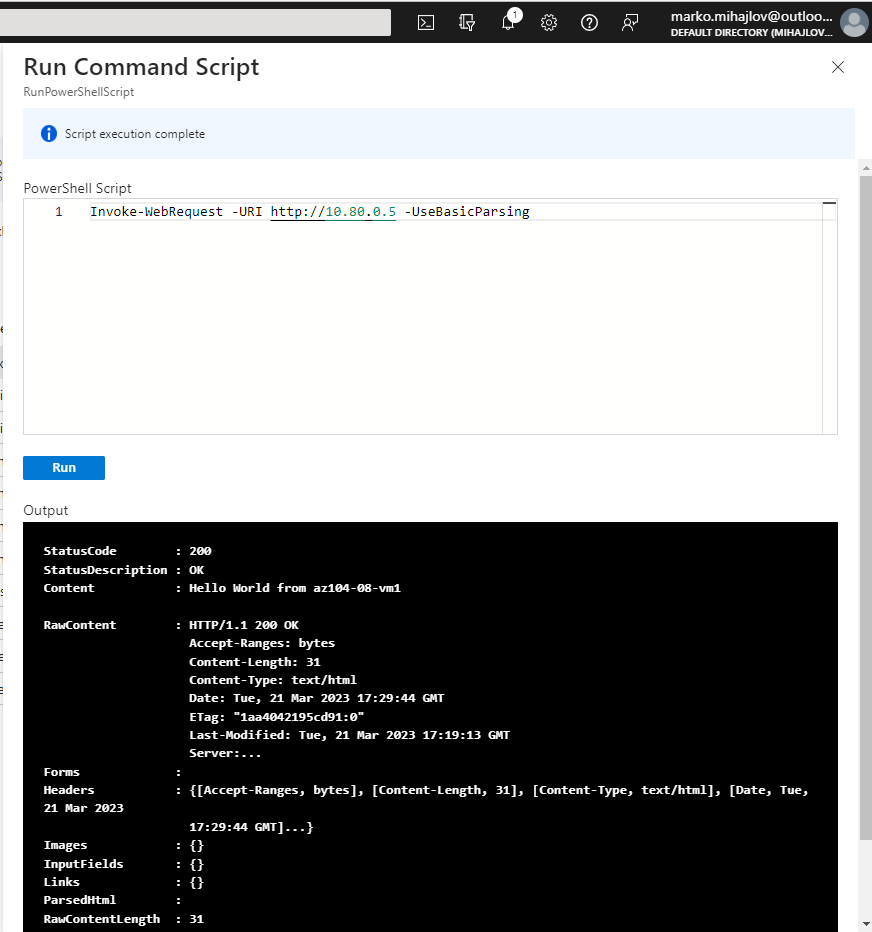 1
marko.mihajlov@outloo...
DEFAULT DIRECTORY (MIHAJLOV...
Run Command Script
RunPowerShellScript
Script execution complete
PowerShell Script
1 Invoke-WebRequest -URI http://10.80.0.5 -UseBasicParsing
Run
Output
StatusCode : 200
StatusDescription : OK
Content : Hello World from az104-08-vm1
RawContent : HTTP/1.1 200 OK
Accept-Ranges: bytes
Content-Length: 31
Content-Type: text/html
Date: Tue, 21 Mar 2023 17:29:44 GMT
ETag: "1aa4042195cd91:0"
Last-Modified: Tue, 21 Mar 2023 17:19:13 GMT
Server:...
Forms :
Headers : {[Accept-Ranges, bytes], [Content-Length, 31], [Content-Type, text/html], [Date, Tue,
21 Mar 2023
17:29:44 GMT]...}
Images : {}
InputFields : {}
Links : {}
ParsedHtml :
RawContentLength : 31